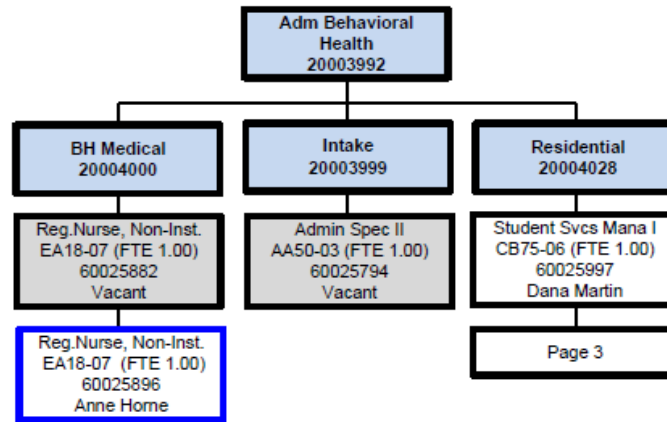 Adm Behavioral
Health
20003992
BH Medical
20004000
Intake
20003999
Residential
20004028
Reg.Nurse, Non-Inst.
EA18-07 (FTE 1.00)
60025882
Vacant
Admin Spec II
AA50-03 (FTE 1.00)
60025794
Vacant
Student Svcs Mana I
CB75-06 (FTE 1.00)
60025997
Dana Martin
Reg.Nurse, Non-Inst.
EA18-07 (FTE 1.00)
60025896
Anne Horne
Page 3